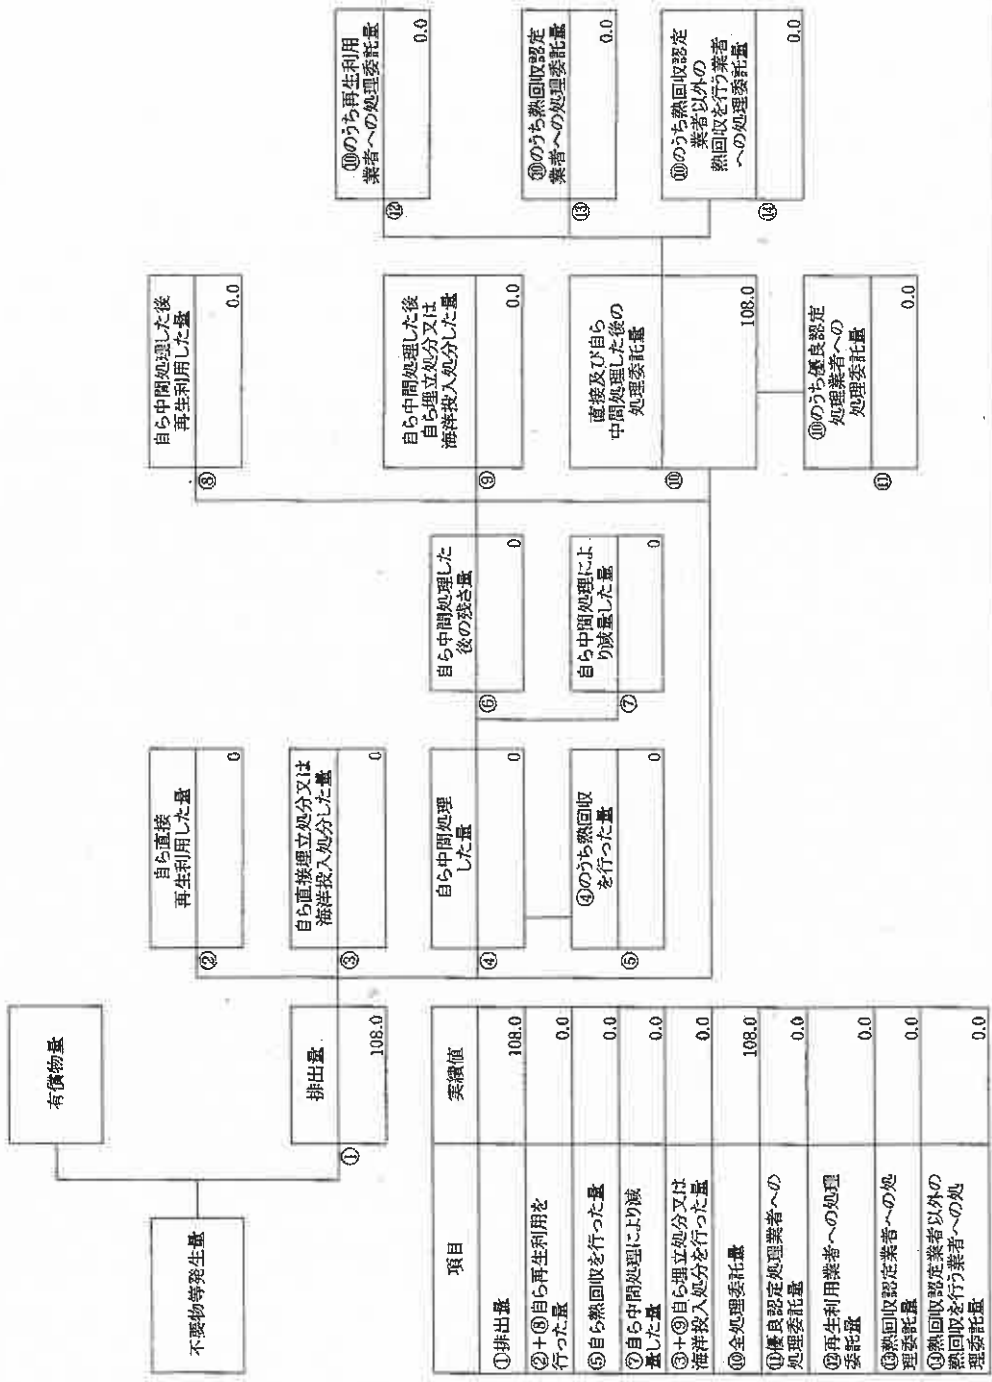 不要物等発生量
有償物量
①
排出量
108.0
②
自ら直接
再生利用した量
0
③
自ら直接埋立処分又は
海洋投入処分した量
0
④
自ら中間処理
した量
0
⑤
④のうち熱回収
を行った量
0
⑥
自ら中間処理した
後の残さ量
0
⑦
自ら中間処理によ
り減量した量
0
⑧
自ら中間処理した後
再生利用した量
0.0
⑨
自ら中間処理した後
自ら埋立処分又は
海洋投入処分した量
0.0
⑩
直接及び自ら
中間処理した後の
処理委託量
108.0
⑪
⑩のうち優良認定
処理業者への
処理委託量
0.0
⑫
⑩のうち再生利用
業者への処理委託量
0.0
⑬
⑩のうち熱回収認定
業者への処理委託量
0.0
⑭
⑩のうち熱回収認定
業者以外の
熱回収を行う業者
への処理委託量
0.0
項目 実績値
①排出量 108.0
②+⑧自ら再生利用を
行った量 0.0
⑤自ら熱回収を行った量 0.0
⑦自ら中間処理により減
量した量 0.0
③+⑨自ら埋立処分又は
海洋投入処分を行った量 0.0
⑩全処理委託量 108.0
⑪優良認定処理業者への
処理委託量 0.0
⑫再生利用業者への処理
委託量 0.0
⑬熱回収認定業者への処
理委託量 0.0
⑭熱回収認定業者以外の
熱回収を行う業者への処
理委託量 0.0